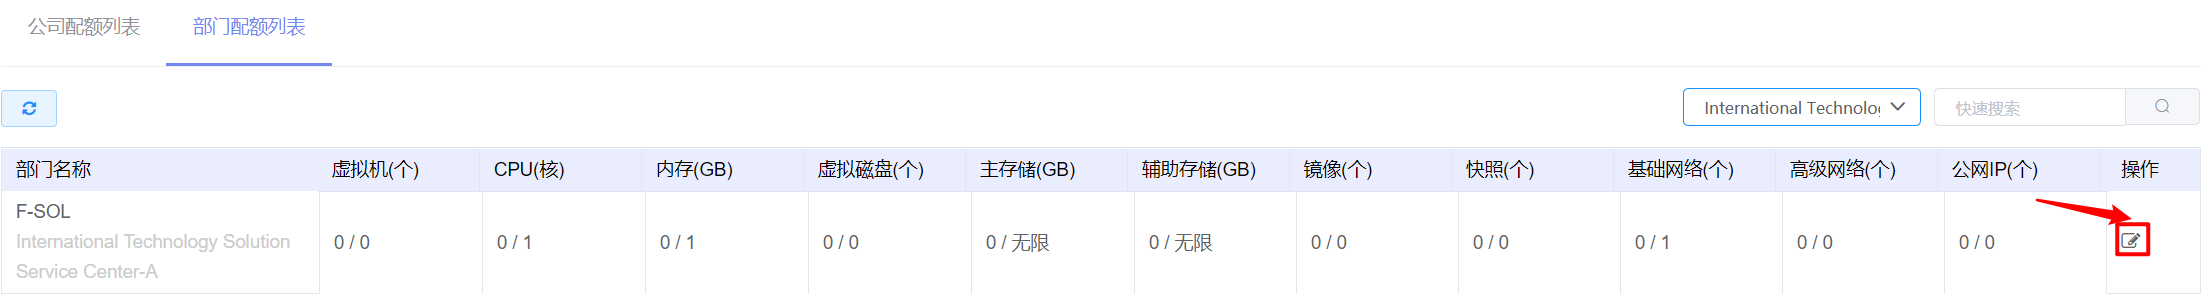 公司配额列表 部门配额列表
International Technolo 快速搜索
部门名称 虚拟机(个) CPU(核) 内存(GB) 虚拟磁盘(个) 主存储(GB) 辅助存储(GB) 镜像(个) 快照(个) 基础网络(个) 高级网络(个) 公网IP(个) 操作
F-SOL
International Technology Solution
Service Center-A
0 / 0 0 / 1 0 / 1 0 / 0 0 / 无限 0 / 无限 0 / 0 0 / 0 0 / 1 0 / 0 0 / 0